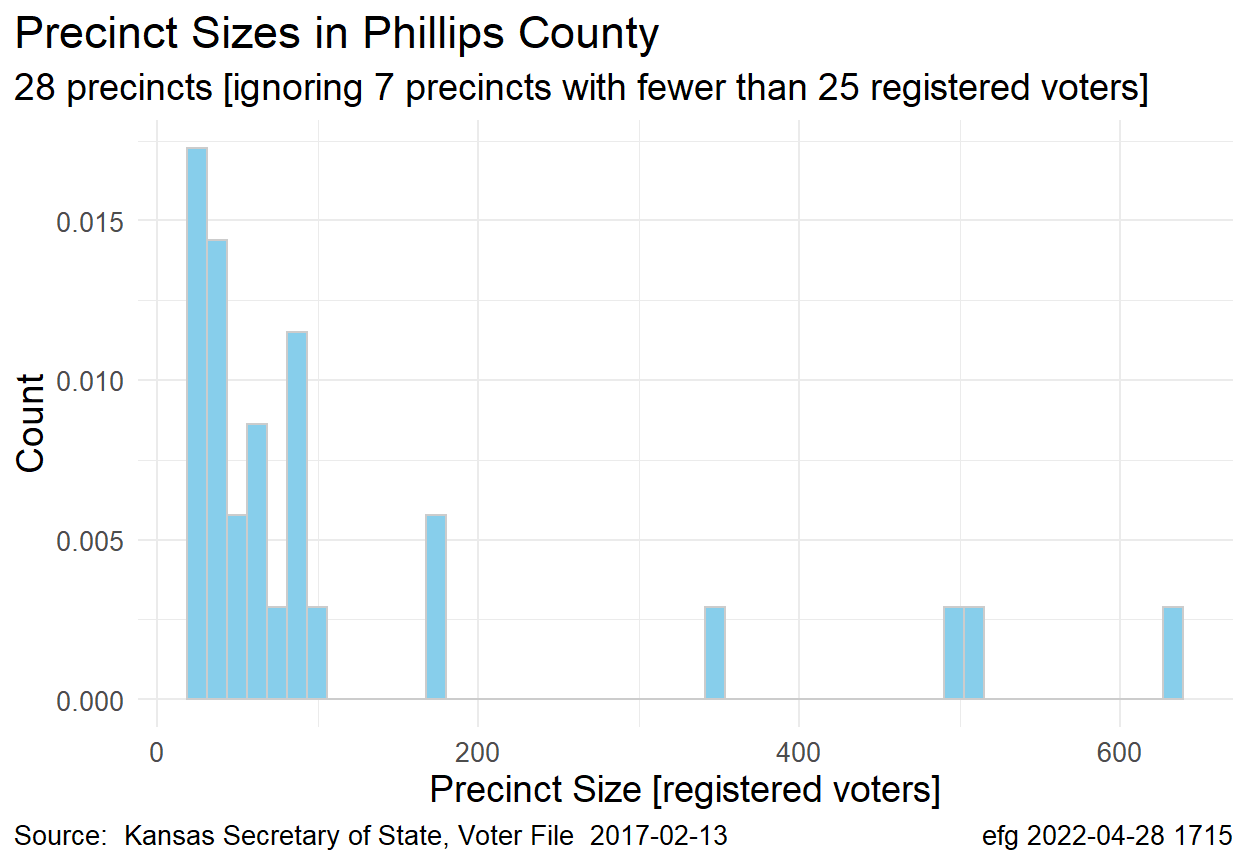 Precinct Sizes in Phillips County
28 precincts [ignoring 7 precincts with fewer than 25 registered voters]
Count
0.015
0.010
0.005
0.000
0 200 400 600
Precinct Size [registered voters]
Source:  Kansas Secretary of State, Voter File  2017-02-13
efg 2022-04-28 1715